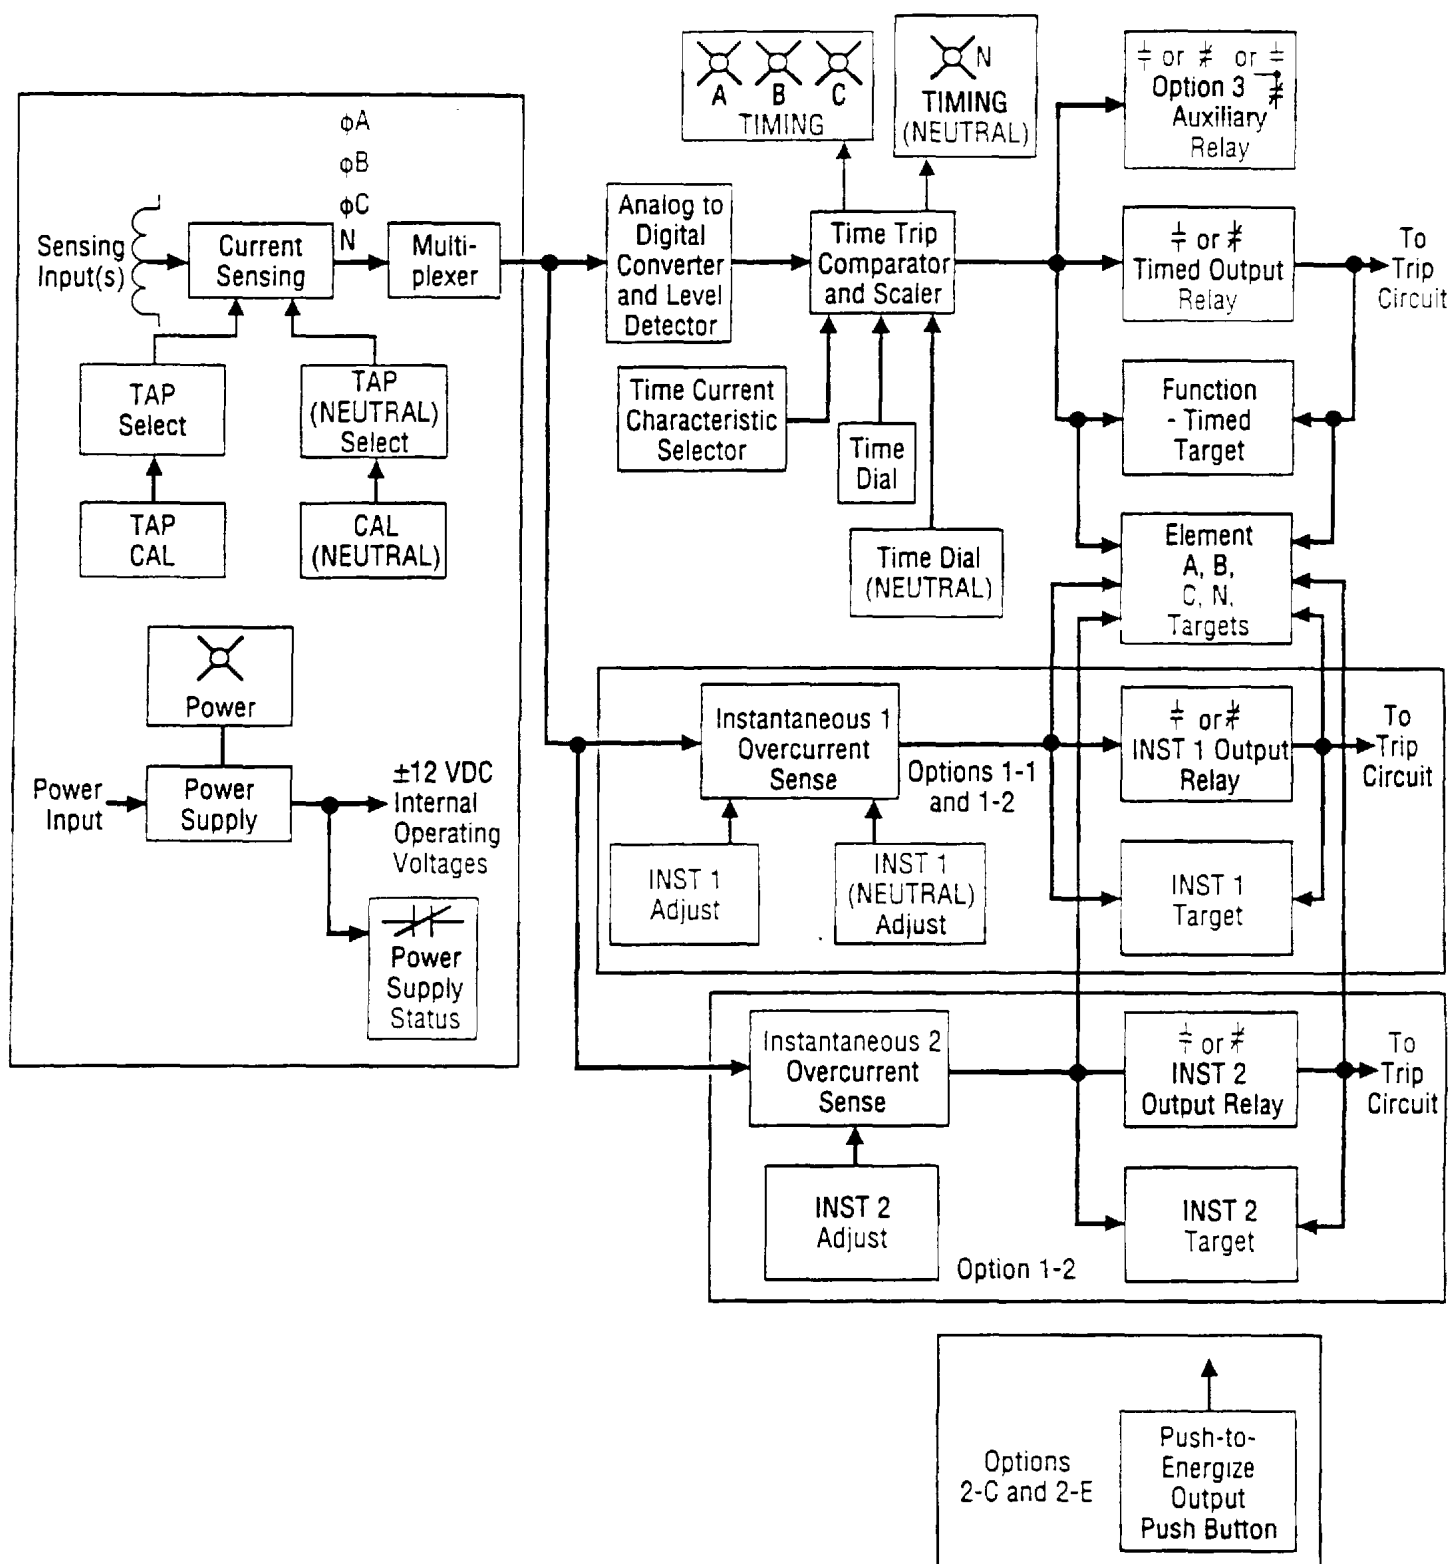 φA
φB
φC
N
Sensing
Input(s)
Current
Sensing
Multi-
plexer
TAP
Select
TAP
(NEUTRAL)
Select
TAP
CAL
CAL
(NEUTRAL)
Power
Power
Input
Power
Supply
±12 VDC
Internal
Operating
Voltages
Power
Supply
Status
A B C
TIMING
N
TIMING
(NEUTRAL)
Analog to
Digital
Converter
and Level
Detector
Time Trip
Comparator
and Scaler
Time Current
Characteristic
Selector
Time
Dial
Time Dial
(NEUTRAL)
or or
Option 3
Auxiliary
Relay
or
Timed Output
Relay
To
Trip
Circuit
Function
- Timed
Target
Element
A, B,
C, N,
Targets
Instantaneous 1
Overcurrent
Sense
Options 1-1
and 1-2
INST 1
Adjust
INST 1
(NEUTRAL)
Adjust
or
INST 1 Output
Relay
To
Trip
Circuit
INST 1
Target
Instantaneous 2
Overcurrent
Sense
INST 2
Adjust
Option 1-2
or
INST 2
Output Relay
To
Trip
Circuit
INST 2
Target
Options
2-C and 2-E
Push-to-
Energize
Output
Push Button